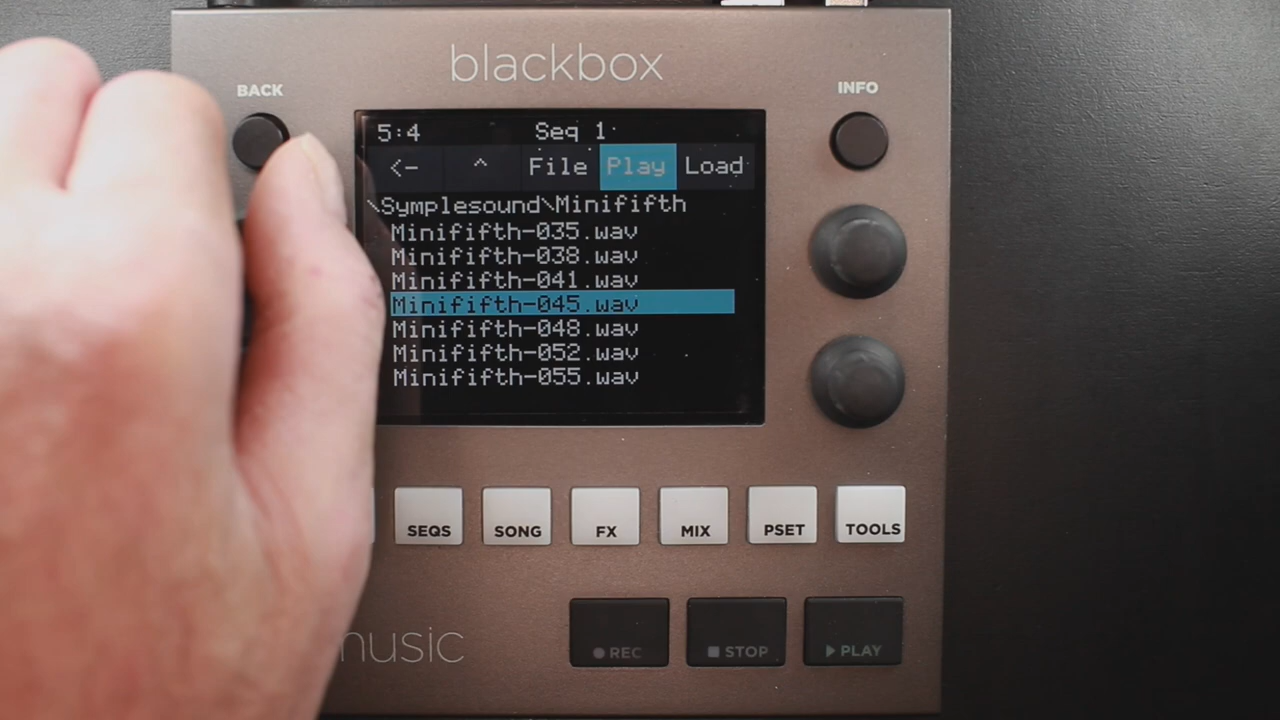 blackbox
BACK
INFO
5:4 Seq 1
<- ^ File Play Load
\Symplesound\Minififth
Minififth-035.wav
Minififth-038.wav
Minififth-041.wav
Minififth-045.wav
Minififth-048.wav
Minififth-052.wav
Minififth-055.wav
SEQS SONG FX MIX PSET TOOLS
music
REC STOP PLAY